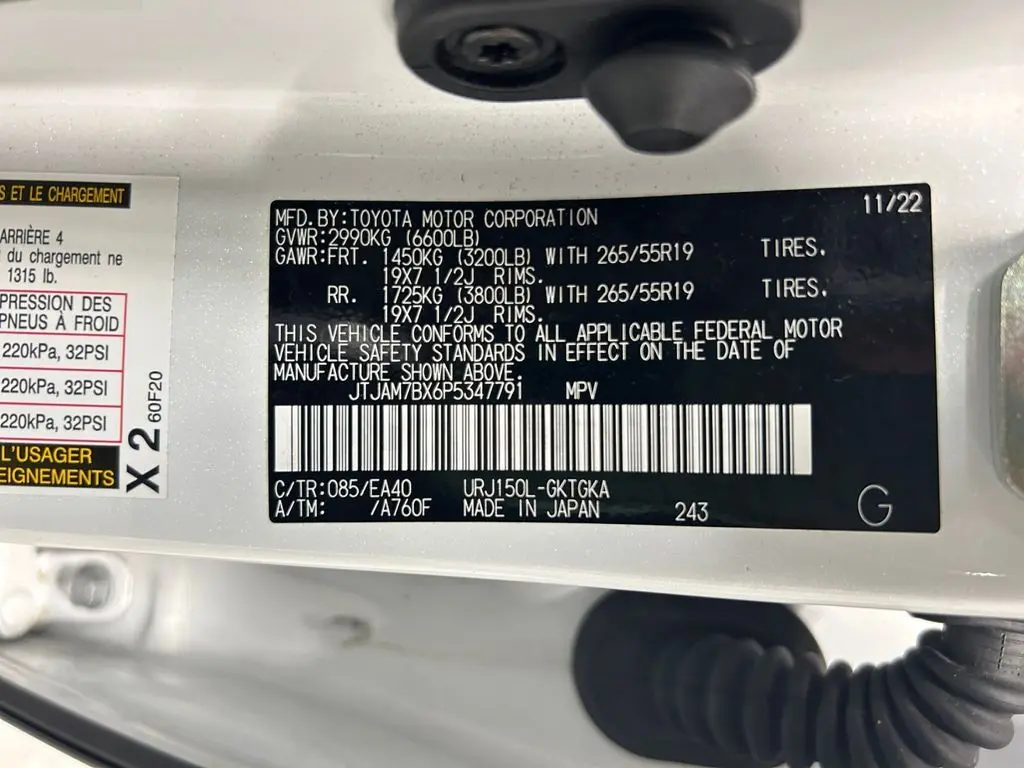 S ET LE CHARGEMENT
ARRIÈRE 4
t du chargement ne
1315 lb.
PRESSION DES
PNEUS À FROID
220kPa, 32PSI
220kPa, 32PSI
220kPa, 32PSI
L'USAGER
EIGNEMENTS
X2
60F20
11/22
MFD.BY:TOYOTA MOTOR CORPORATION
GVWR:2990KG (6600LB)
GAWR:FRT. 1450KG (3200LB) WITH 265/55R19 TIRES.
19X7 1/2J RIMS.
RR. 1725KG (3800LB) WITH 265/55R19 TIRES.
19X7 1/2J RIMS.
THIS VEHICLE CONFORMS TO ALL APPLICABLE FEDERAL MOTOR
VEHICLE SAFETY STANDARDS IN EFFECT ON THE DATE OF
MANUFACTURE SHOWN ABOVE.
JTJAM7BX6P5347791 MPV
C/TR:085/EA40 URJ150L-GKTGKA
A/TM: /A760F MADE IN JAPAN 243
G